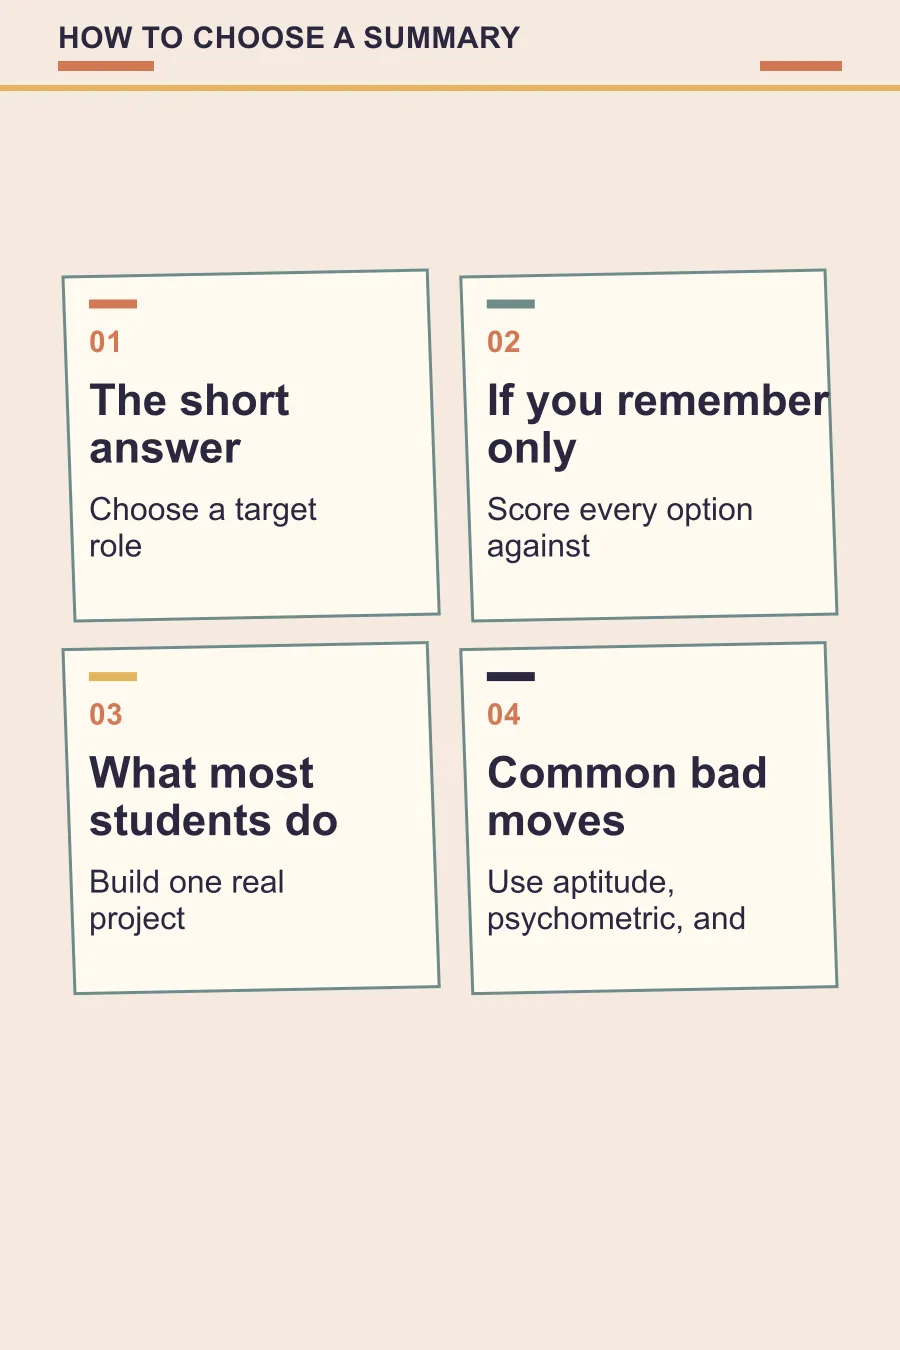 HOW TO CHOOSE A SUMMARY
01
The short
answer
Choose a target
role
02
If you remember
only
Score every option
against
03
What most
students do
Build one real
project
04
Common bad
moves
Use aptitude,
psychometric, and